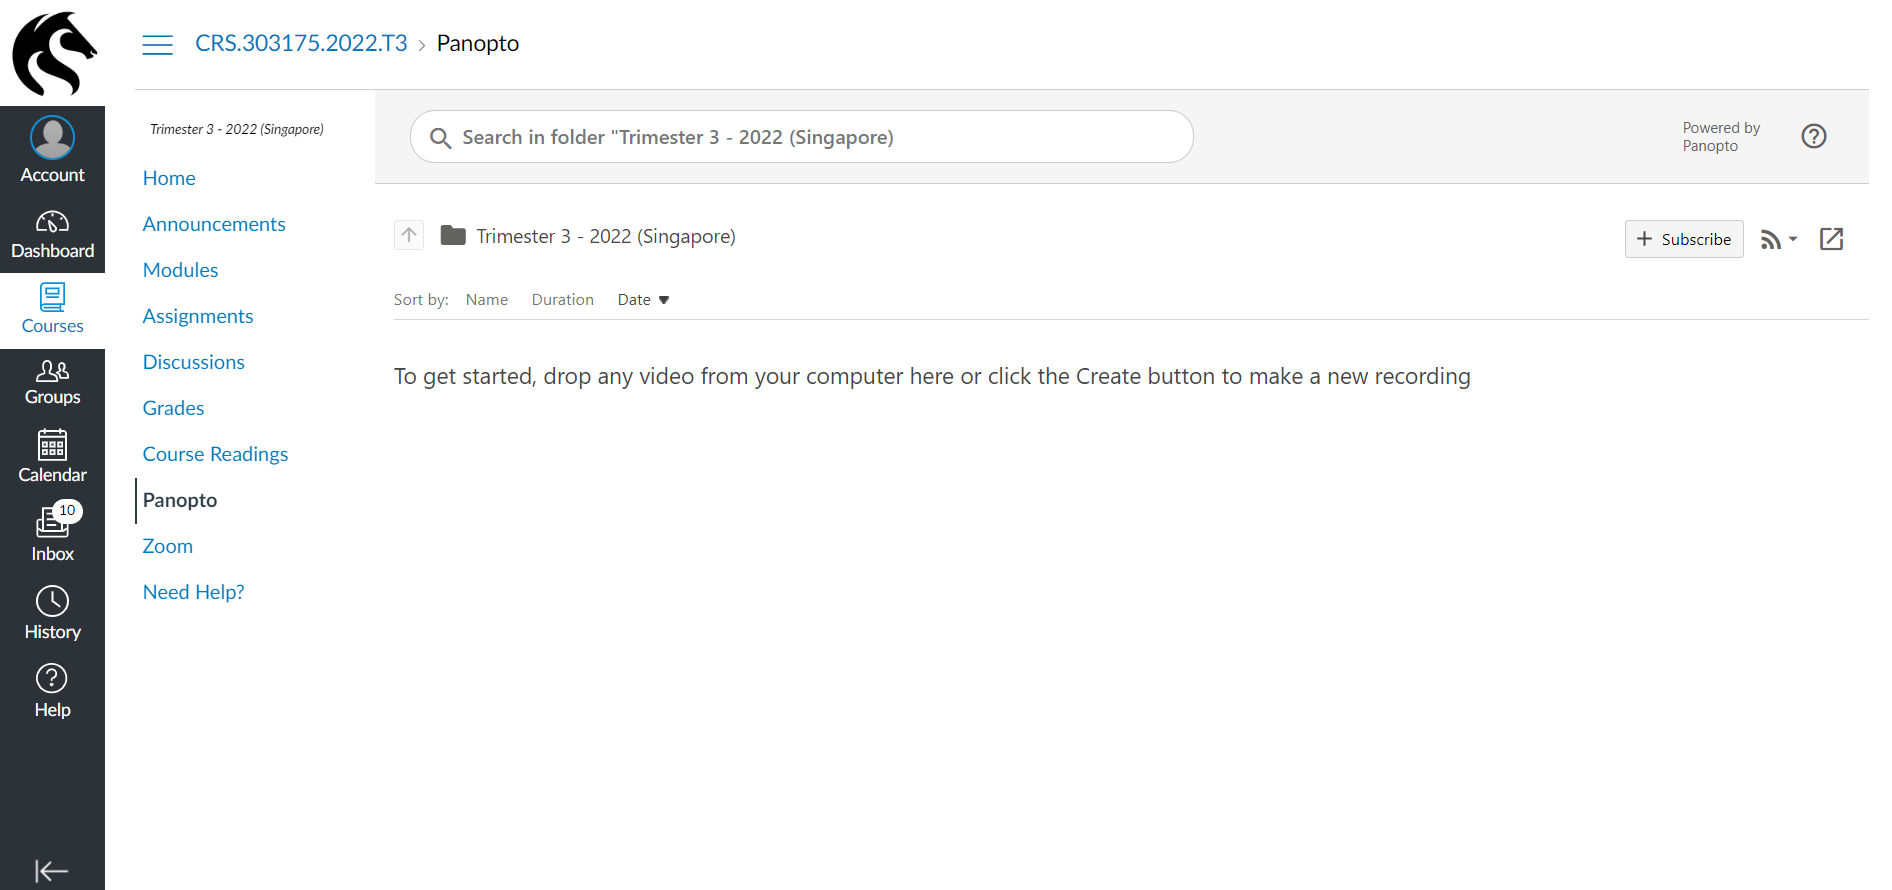 CRS.303175.2022.T3 › Panopto
Account
Dashboard
Courses
Groups
Calendar
10
Inbox
History
Help
Trimester 3 - 2022 (Singapore)
Home
Announcements
Modules
Assignments
Discussions
Grades
Course Readings
Panopto
Zoom
Need Help?
Search in folder "Trimester 3 - 2022 (Singapore)
Powered by
Panopto
Trimester 3 - 2022 (Singapore)
+ Subscribe
Sort by: Name Duration Date
To get started, drop any video from your computer here or click the Create button to make a new recording